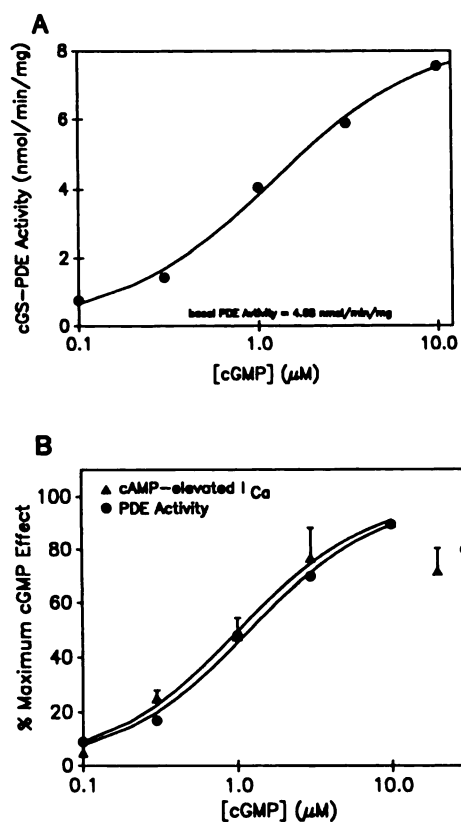 A
cGS-PDE Activity (nmol/min/mg)
8
6
4
2
0
basal PDE Activity = 4.88 nmol/min/mg
0.1
1.0
10.0
[cGMP] (μM)
B
% Maximum cGMP Effect
100
80
60
40
20
0
▲ cAMP-elevated I Ca
● PDE Activity
0.1
1.0
10.0
[cGMP] (μM)